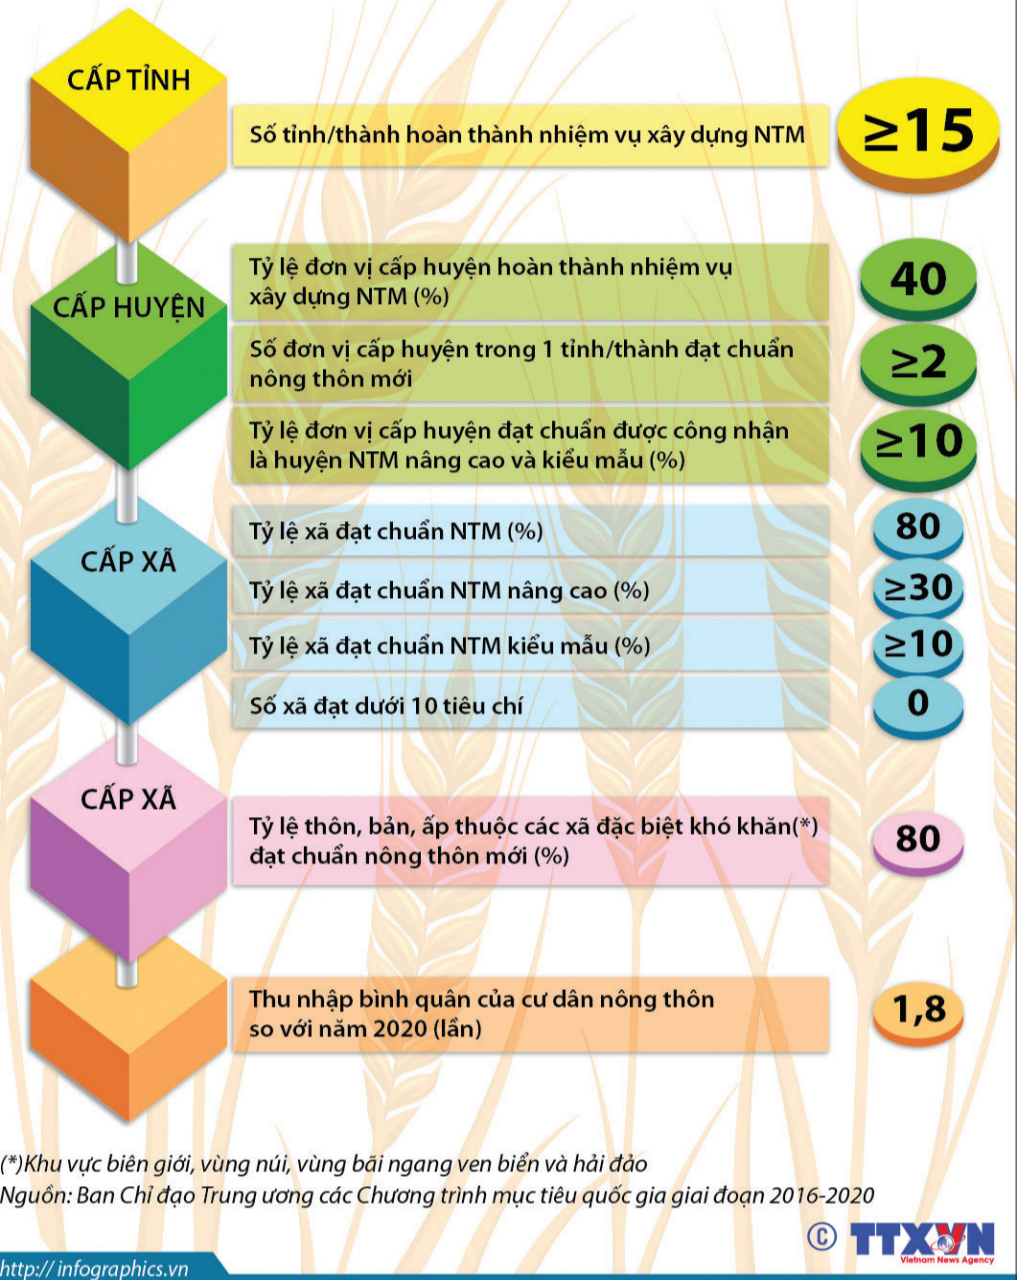 CẤP TỈNH
Số tỉnh/thành hoàn thành nhiệm vụ xây dựng NTM
≥15
CẤP HUYỆN
Tỷ lệ đơn vị cấp huyện hoàn thành nhiệm vụ
xây dựng NTM (%)
40
Số đơn vị cấp huyện trong 1 tỉnh/thành đạt chuẩn
nông thôn mới
≥2
Tỷ lệ đơn vị cấp huyện đạt chuẩn được công nhận
là huyện NTM nâng cao và kiểu mẫu (%)
≥10
CẤP XÃ
Tỷ lệ xã đạt chuẩn NTM (%)
80
Tỷ lệ xã đạt chuẩn NTM nâng cao (%)
≥30
Tỷ lệ xã đạt chuẩn NTM kiểu mẫu (%)
≥10
Số xã đạt dưới 10 tiêu chí
0
CẤP XÃ
Tỷ lệ thôn, bản, ấp thuộc các xã đặc biệt khó khăn(*)
đạt chuẩn nông thôn mới (%)
80
Thu nhập bình quân của cư dân nông thôn
so với năm 2020 (lần)
1,8
(*)Khu vực biên giới, vùng núi, vùng bãi ngang ven biển và hải đảo
Nguồn: Ban Chỉ đạo Trung ương các Chương trình mục tiêu quốc gia giai đoạn 2016-2020
© TTXVN
Vietnam News Agency
http:// infographics.vn